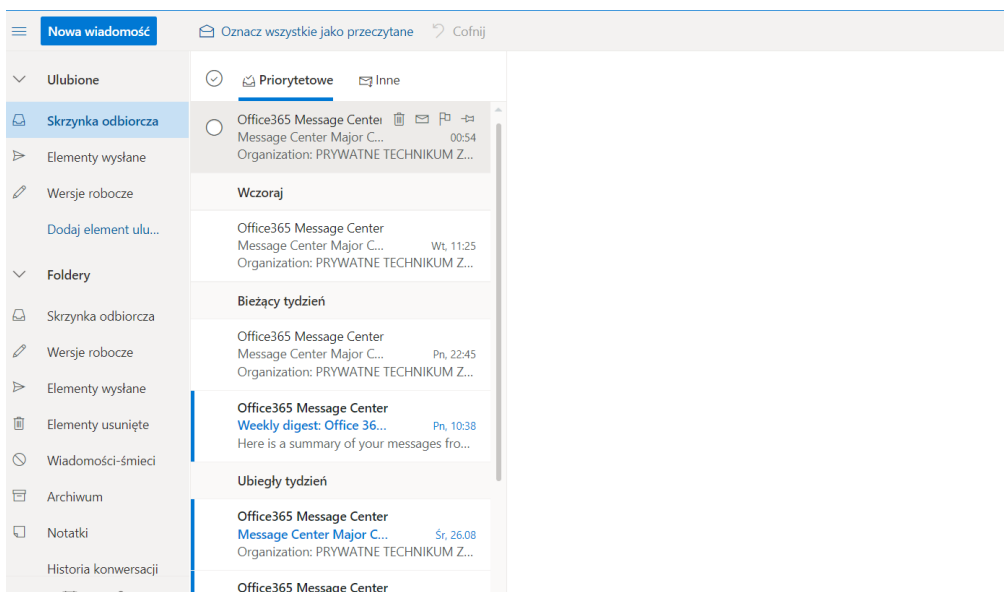 Nowa wiadomość
Oznacz wszystkie jako przeczytane
Cofnij
Ulubione
Skrzynka odbiorcza
Elementy wysłane
Wersje robocze
Dodaj element ulu...
Foldery
Skrzynka odbiorcza
Wersje robocze
Elementy wysłane
Elementy usunięte
Wiadomości-śmieci
Archiwum
Notatki
Historia konwersacji
Priorytetowe
Inne
Office365 Message Center
Message Center Major C... 00:54
Organization: PRYWATNE TECHNIKUM Z...
Wczoraj
Office365 Message Center
Message Center Major C... Wt, 11:25
Organization: PRYWATNE TECHNIKUM Z...
Bieżący tydzień
Office365 Message Center
Message Center Major C... Pn, 22:45
Organization: PRYWATNE TECHNIKUM Z...
Office365 Message Center
Weekly digest: Office 36... Pn, 10:38
Here is a summary of your messages fro...
Ubiegły tydzień
Office365 Message Center
Message Center Major C... Śr, 26.08
Organization: PRYWATNE TECHNIKUM Z...
Office365 Message Center